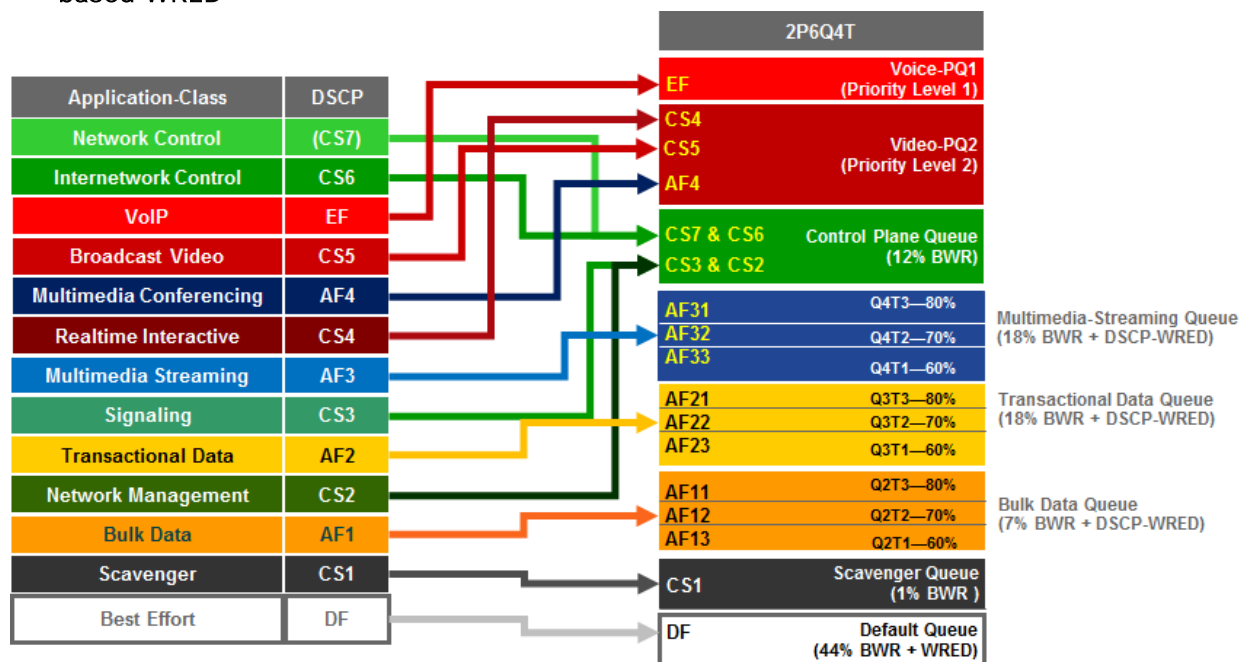 based WRED
2P6Q4T
Application-Class DSCP
Network Control (CS7)
Internetwork Control CS6
VoIP EF
Broadcast Video CS5
Multimedia Conferencing AF4
Realtime Interactive CS4
Multimedia Streaming AF3
Signaling CS3
Transactional Data AF2
Network Management CS2
Bulk Data AF1
Scavenger CS1
Best Effort DF
EF Voice-PQ1
(Priority Level 1)
CS4
CS5 Video-PQ2
(Priority Level 2)
AF4
CS7 & CS6 Control Plane Queue
(12% BWR)
CS3 & CS2
AF31 Q4T3—80%
AF32 Q4T2—70%
AF33 Q4T1—60%
Multimedia-Streaming Queue
(18% BWR + DSCP-WRED)
AF21 Q3T3—80%
AF22 Q3T2—70%
AF23 Q3T1—60%
Transactional Data Queue
(18% BWR + DSCP-WRED)
AF11 Q2T3—80%
AF12 Q2T2—70%
AF13 Q2T1—60%
Bulk Data Queue
(7% BWR + DSCP-WRED)
CS1 Scavenger Queue
(1% BWR )
DF Default Queue
(44% BWR + WRED)